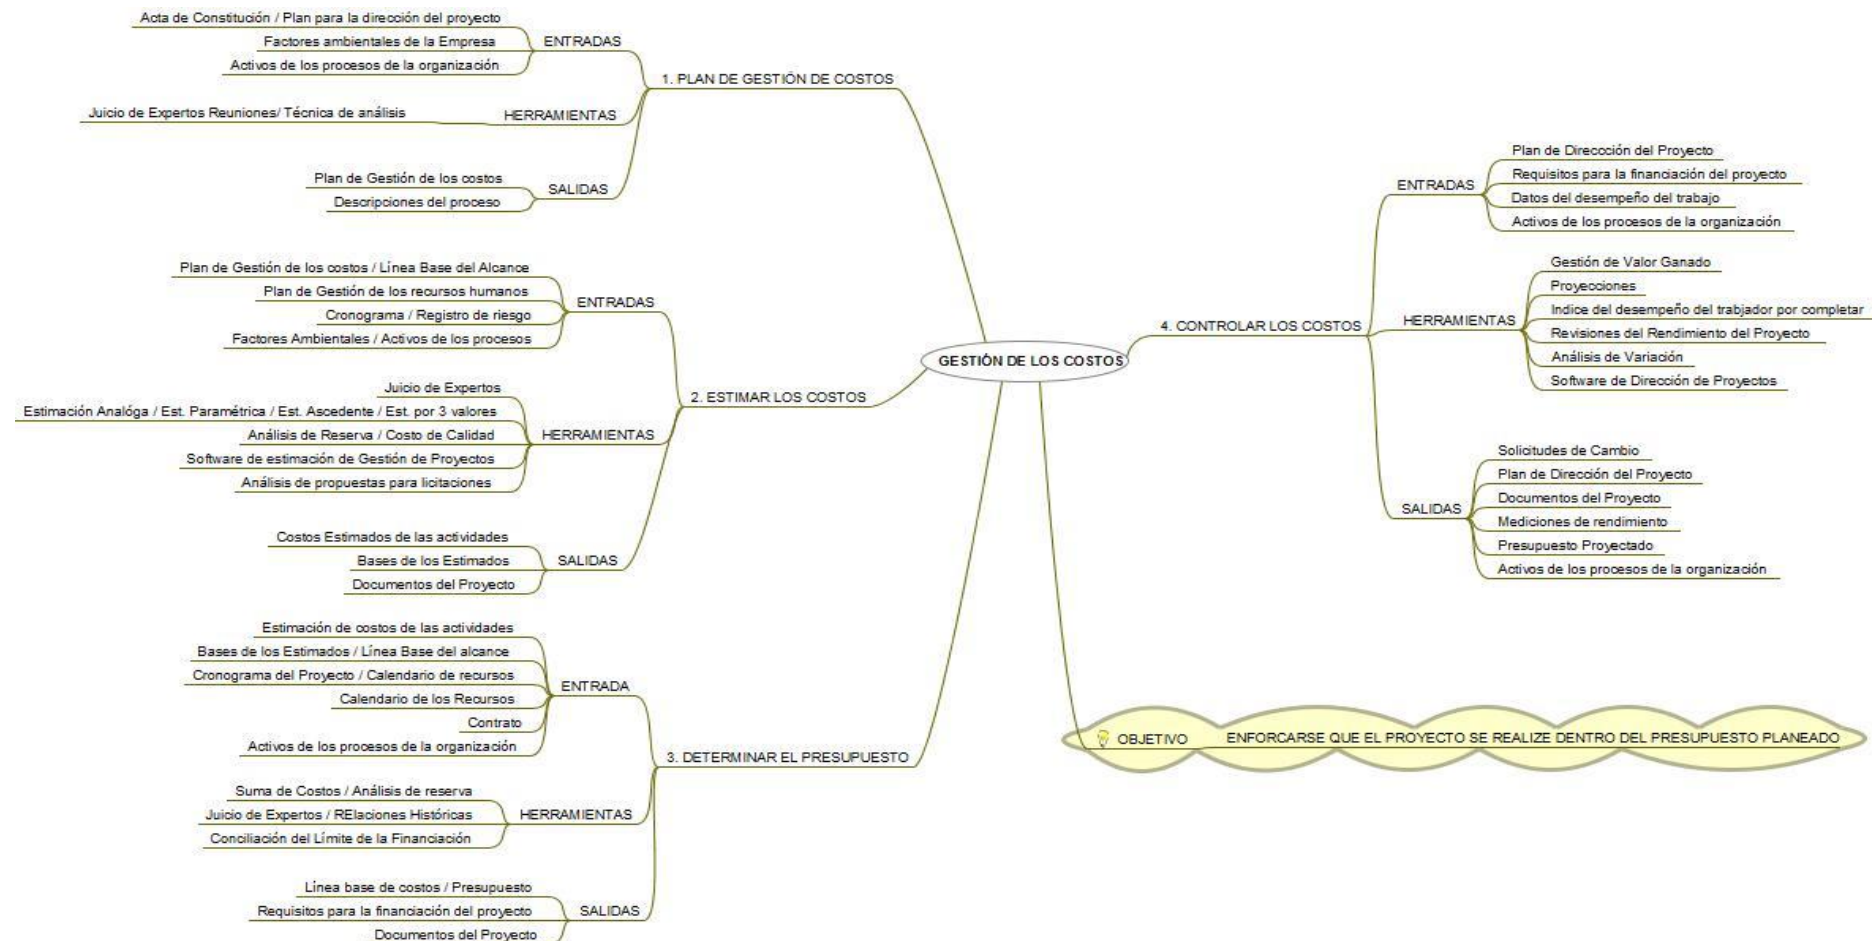 GESTIÓN DE LOS COSTOS
1. PLAN DE GESTIÓN DE COSTOS
ENTRADAS
Acta de Constitución / Plan para la dirección del proyecto
Factores ambientales de la Empresa
Activos de los procesos de la organización
HERRAMIENTAS
Juicio de Expertos Reuniones/ Técnica de análisis
SALIDAS
Plan de Gestión de los costos
Descripciones del proceso
2. ESTIMAR LOS COSTOS
ENTRADAS
Plan de Gestión de los costos / Línea Base del Alcance
Plan de Gestión de los recursos humanos
Cronograma / Registro de riesgo
Factores Ambientales / Activos de los procesos
HERRAMIENTAS
Juicio de Expertos
Estimación Analóga / Est. Paramétrica / Est. Ascedente / Est. por 3 valores
Análisis de Reserva / Costo de Calidad
Software de estimación de Gestión de Proyectos
Análisis de propuestas para licitaciones
SALIDAS
Costos Estimados de las actividades
Bases de los Estimados
Documentos del Proyecto
3. DETERMINAR EL PRESUPUESTO
ENTRADA
Estimación de costos de las actividades
Bases de los Estimados / Línea Base del alcance
Cronograma del Proyecto / Calendario de recursos
Calendario de los Recursos
Contrato
Activos de los procesos de la organización
HERRAMIENTAS
Suma de Costos / Análisis de reserva
Juicio de Expertos / RElaciones Históricas
Conciliación del Límite de la Financiación
SALIDAS
Línea base de costos / Presupuesto
Requisitos para la financiación del proyecto
Documentos del Proyecto
4. CONTROLAR LOS COSTOS
ENTRADAS
Plan de Direcoción del Proyecto
Requisitos para la financiación del proyecto
Datos del desempeño del trabajo
Activos de los procesos de la organización
HERRAMIENTAS
Gestión de Valor Ganado
Proyecciones
Indice del desempeño del trabjador por completar
Revisiones del Rendimiento del Proyecto
Análisis de Variación
Software de Dirección de Proyectos
SALIDAS
Solicitudes de Cambio
Plan de Dirección del Proyecto
Documentos del Proyecto
Mediciones de rendimiento
Presupuesto Proyectado
Activos de los procesos de la organización
OBJETIVO
ENFORCARSE QUE EL PROYECTO SE REALIZE DENTRO DEL PRESUPUESTO PLANEADO